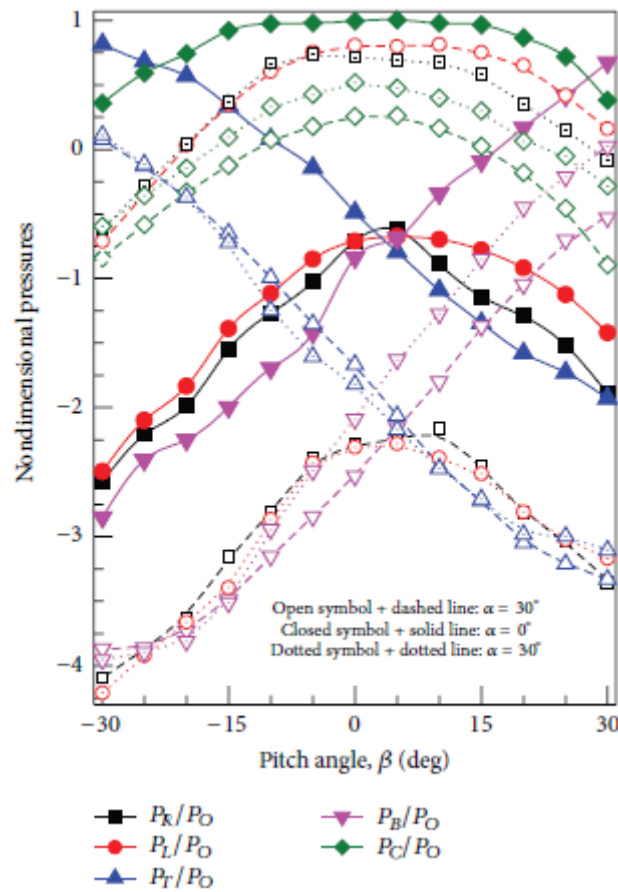 Nondimensional pressures
1
0
−1
−2
−3
−4
Open symbol + dashed line: α = 30°
Closed symbol + solid line: α = 0°
Dotted symbol + dotted line: α = 30°
−30 −15 0 15 30
Pitch angle, β (deg)
P_R/P_O P_B/P_O
P_L/P_O P_C/P_O
P_T/P_O